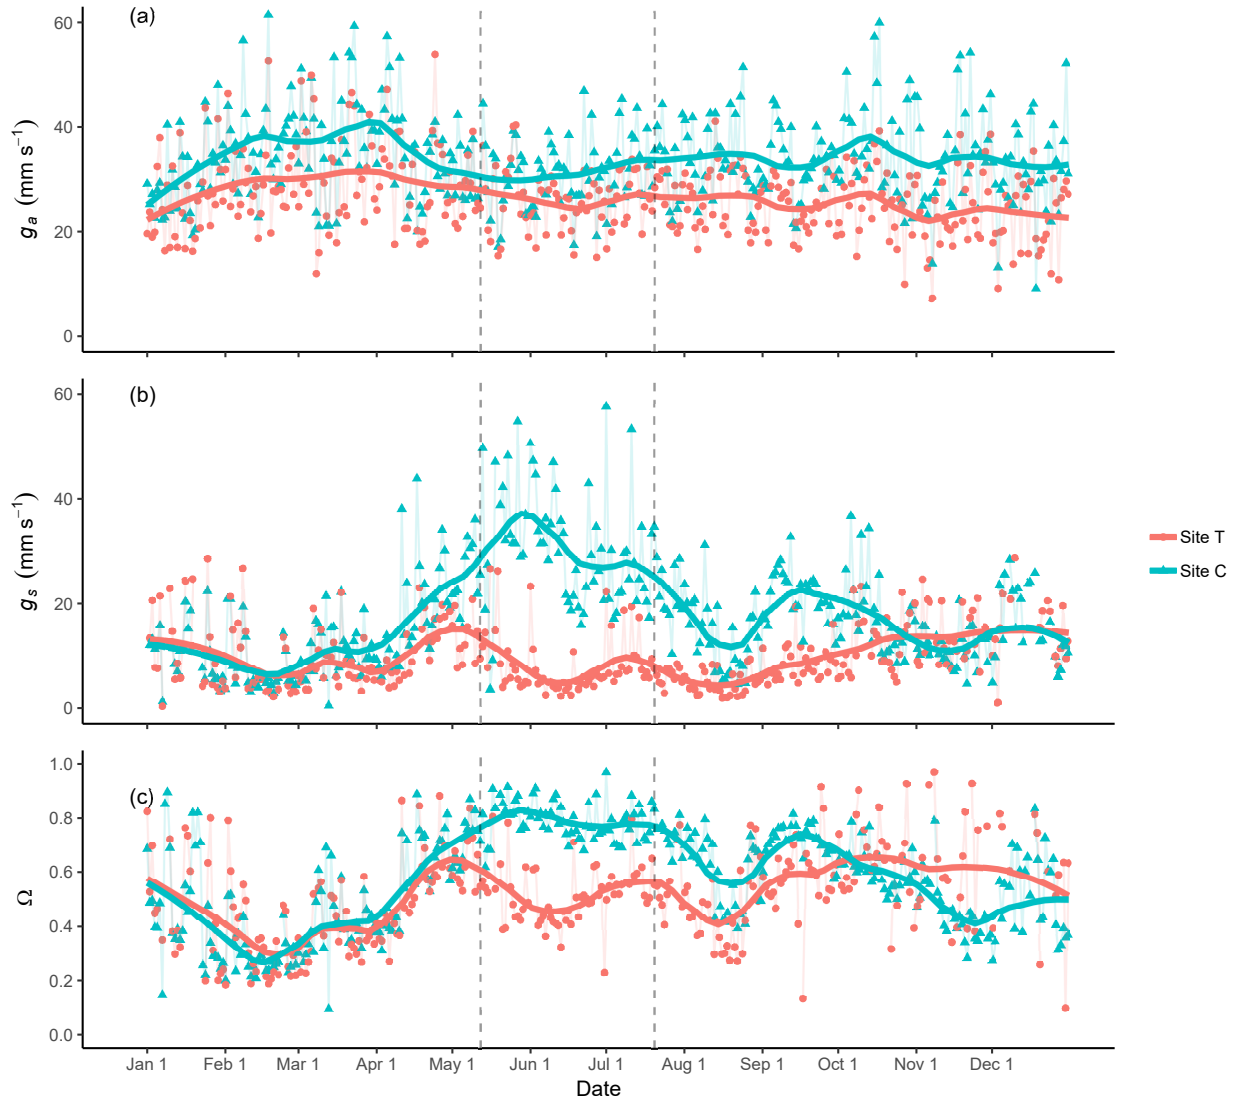 (a)
60
40
20
0
gₐ (mm s⁻¹)
(b)
60
40
20
0
gₛ (mm s⁻¹)
Site T
Site C
(c)
1.0
0.8
0.6
0.4
0.2
0.0
Ω
Jan 1 Feb 1 Mar 1 Apr 1 May 1 Jun 1 Jul 1 Aug 1 Sep 1 Oct 1 Nov 1 Dec 1
Date